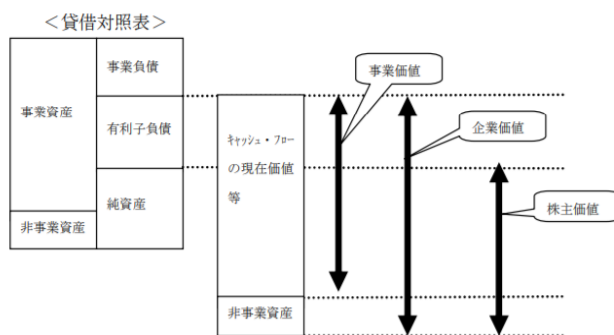 ＜貸借対照表＞
事業資産
非事業資産
事業負債
有利子負債
純資産
ｷｬｯｼｭ・ﾌﾛｰ
の現在価値
等
非事業資産
事業価値
企業価値
株主価値